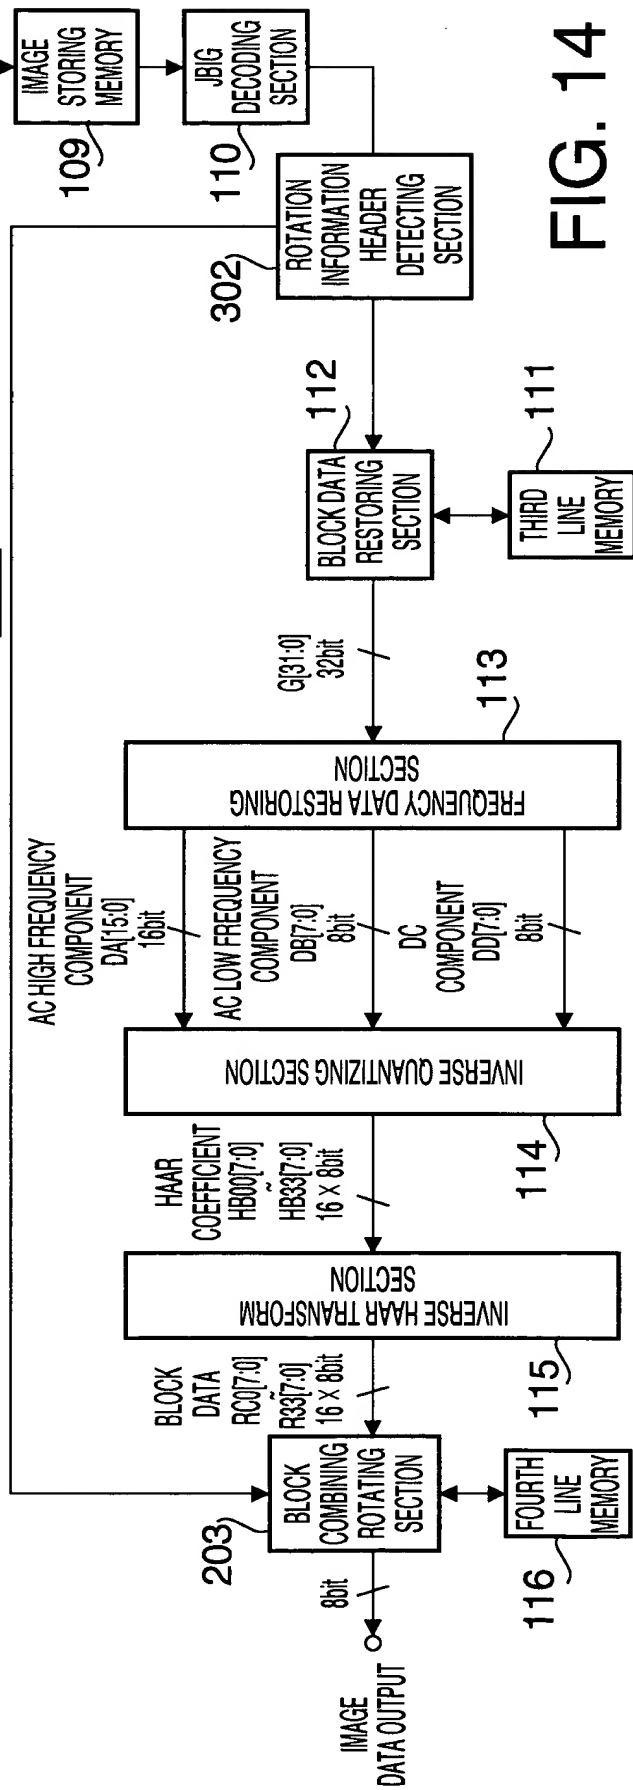 IMAGE
STORING
MEMORY
109
JBIG
DECODING
SECTION
110
ROTATION
INFORMATION
HEADER
DETECTING
SECTION
302
BLOCK DATA
RESTORING
SECTION
112
THIRD
LINE
MEMORY
111
G[31:0]
32bit
FREQUENCY DATA RESTORING
SECTION
113
AC HIGH FREQUENCY
COMPONENT
DA[15:0]
16bit
AC LOW FREQUENCY
COMPONENT
DB[7:0]
8bit
DC
COMPONENT
DD[7:0]
8bit
INVERSE QUANTIZING SECTION
114
HAAR
COEFFICIENT
HB00[7:0]
~
HB33[7:0]
16 × 8bit
INVERSE HAAR TRANSFORM
SECTION
115
BLOCK
DATA
RC0[7:0]
~
R33[7:0]
16 × 8bit
BLOCK
COMBINING
ROTATING
SECTION
203
FOURTH
LINE
MEMORY
116
8bit
IMAGE
DATA OUTPUT
FIG. 14